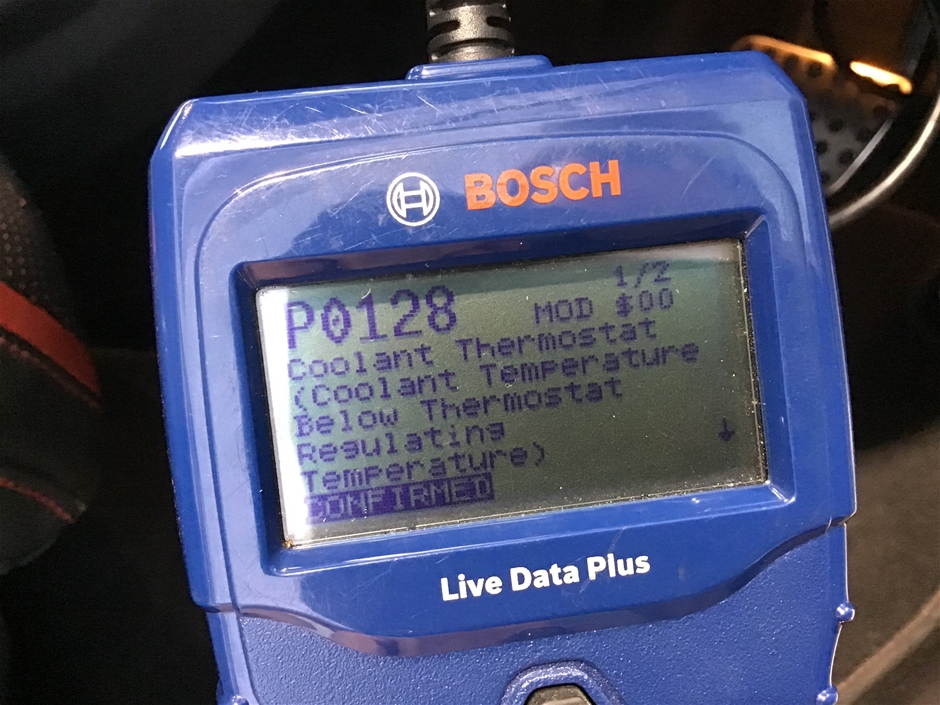 BOSCH
1/2
P0128 MOD $00
Coolant Thermostat
(Coolant Temperature
Below Thermostat
Regulating
Temperature)
CONFIRMED
Live Data Plus